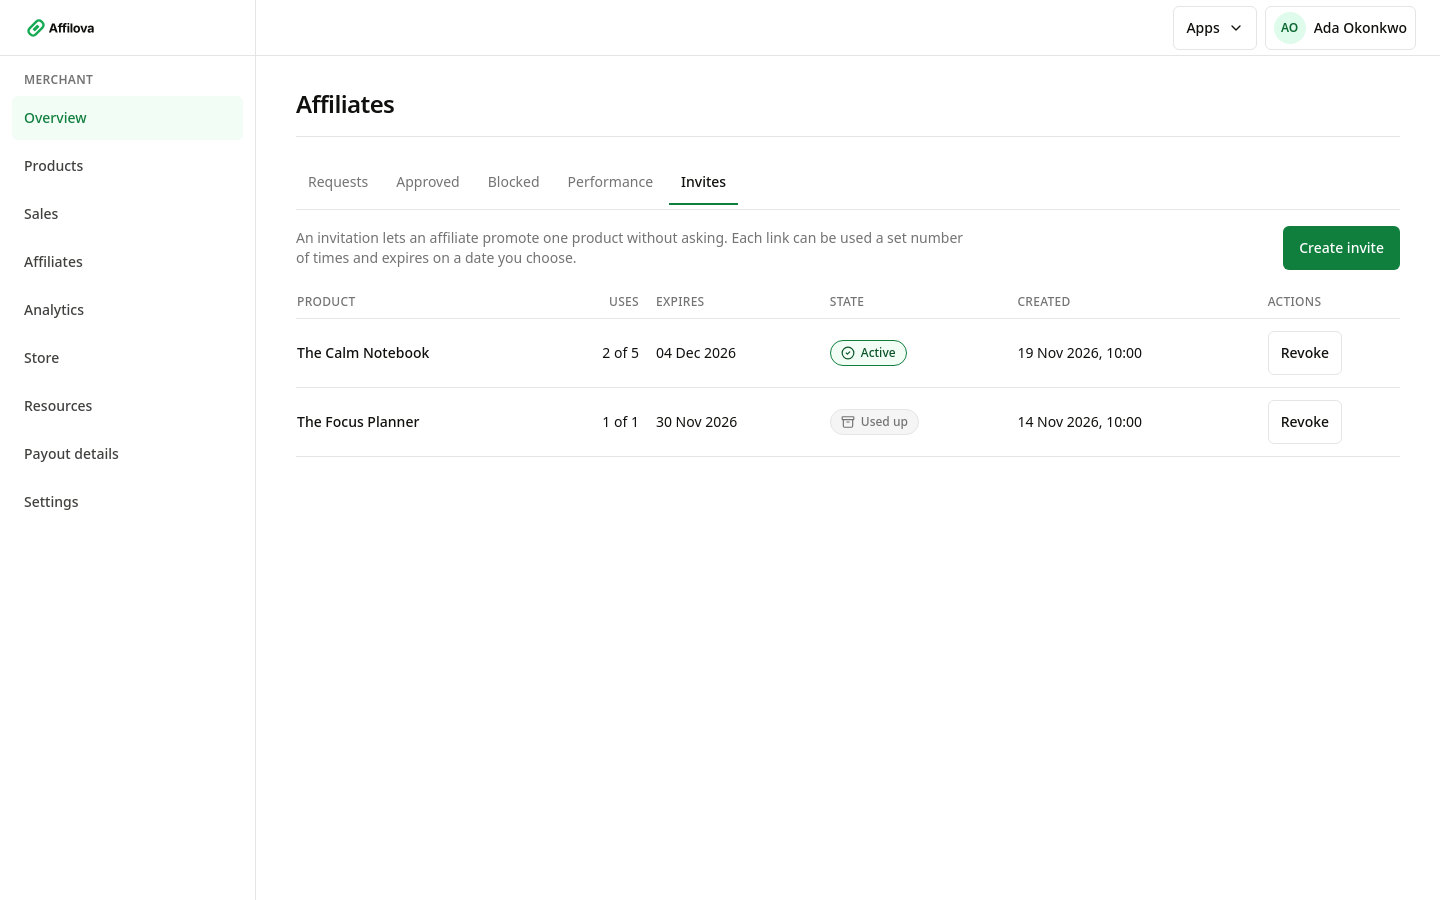 Affilova
Apps
AO Ada Okonkwo
MERCHANT
Overview
Products
Sales
Affiliates
Analytics
Store
Resources
Payout details
Settings
Affiliates
Requests Approved Blocked Performance Invites
An invitation lets an affiliate promote one product without asking. Each link can be used a set number
of times and expires on a date you choose.
Create invite
PRODUCT USES EXPIRES STATE CREATED ACTIONS
The Calm Notebook 2 of 5 04 Dec 2026 Active 19 Nov 2026, 10:00 Revoke
The Focus Planner 1 of 1 30 Nov 2026 Used up 14 Nov 2026, 10:00 Revoke